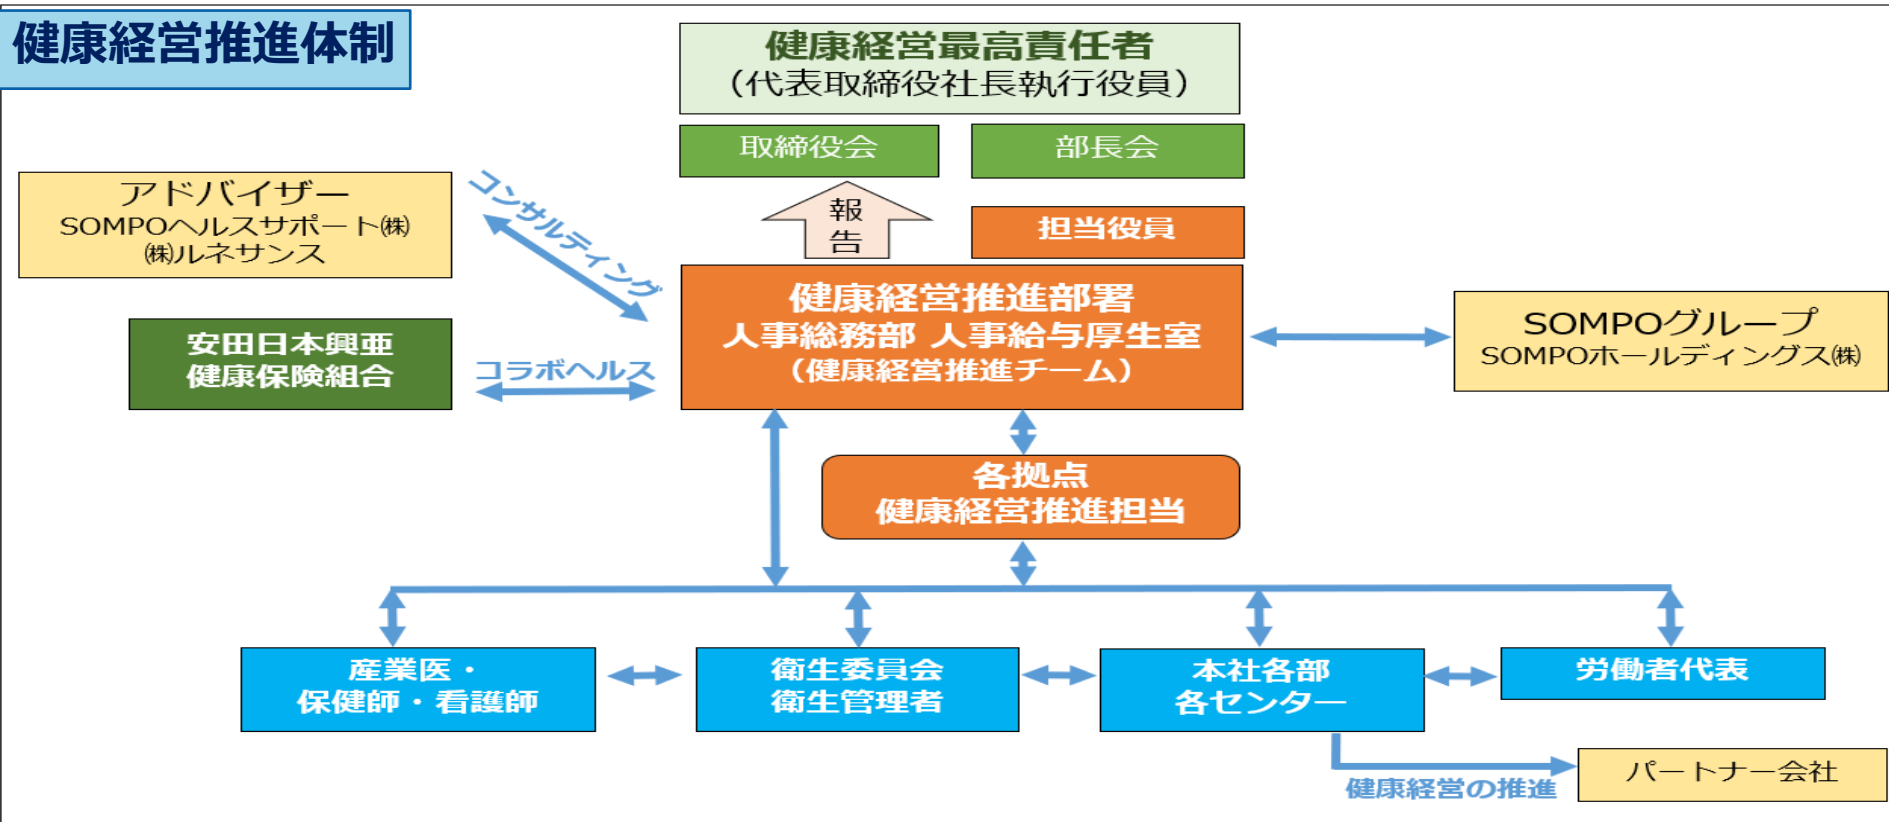 健康経営推進体制
健康経営最高責任者
（代表取締役社長執行役員）
取締役会
部長会
報
告
担当役員
アドバイザー
SOMPOヘルスサポート㈱
㈱ルネサンス
コンサルティング
安田日本興亜
健康保険組合
コラボヘルス
健康経営推進部署
人事総務部 人事給与厚生室
（健康経営推進チーム）
SOMPOグループ
SOMPOホールディングス㈱
各拠点
健康経営推進担当
産業医・
保健師・看護師
衛生委員会
衛生管理者
本社各部
各センター
労働者代表
健康経営の推進
パートナー会社